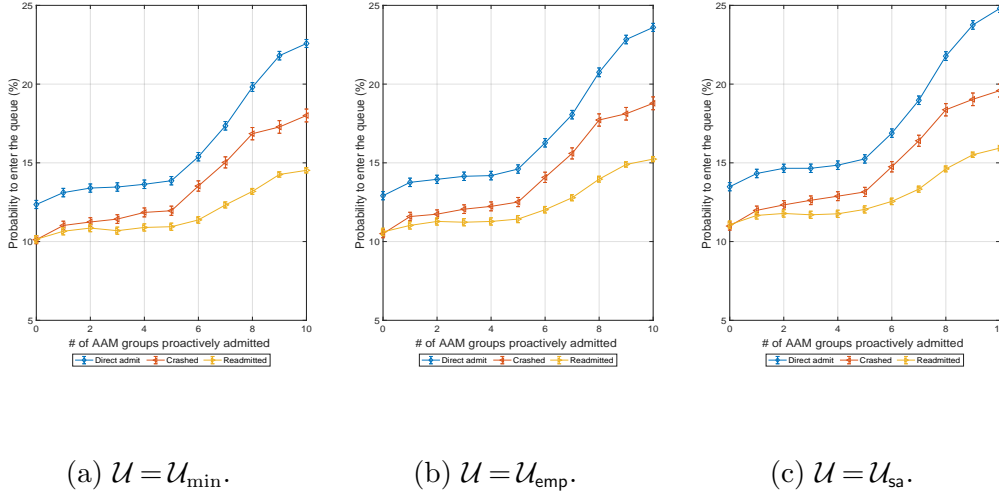 25
20
15
10
5
Probability to enter the queue (%)
0 2 4 6 8 10
# of AAM groups proactively admitted
Direct admit Crashed Readmitted
(a) 𝒰 = 𝒰min.
25
20
15
10
5
Probability to enter the queue (%)
0 2 4 6 8 10
# of AAM groups proactively admitted
Direct admit Crashed Readmitted
(b) 𝒰 = 𝒰emp.
25
20
15
10
5
Probability to enter the queue (%)
0 2 4 6 8
# of AAM groups proactively admitted
Direct admit Crashed Readmitted
(c) 𝒰 = 𝒰sa.